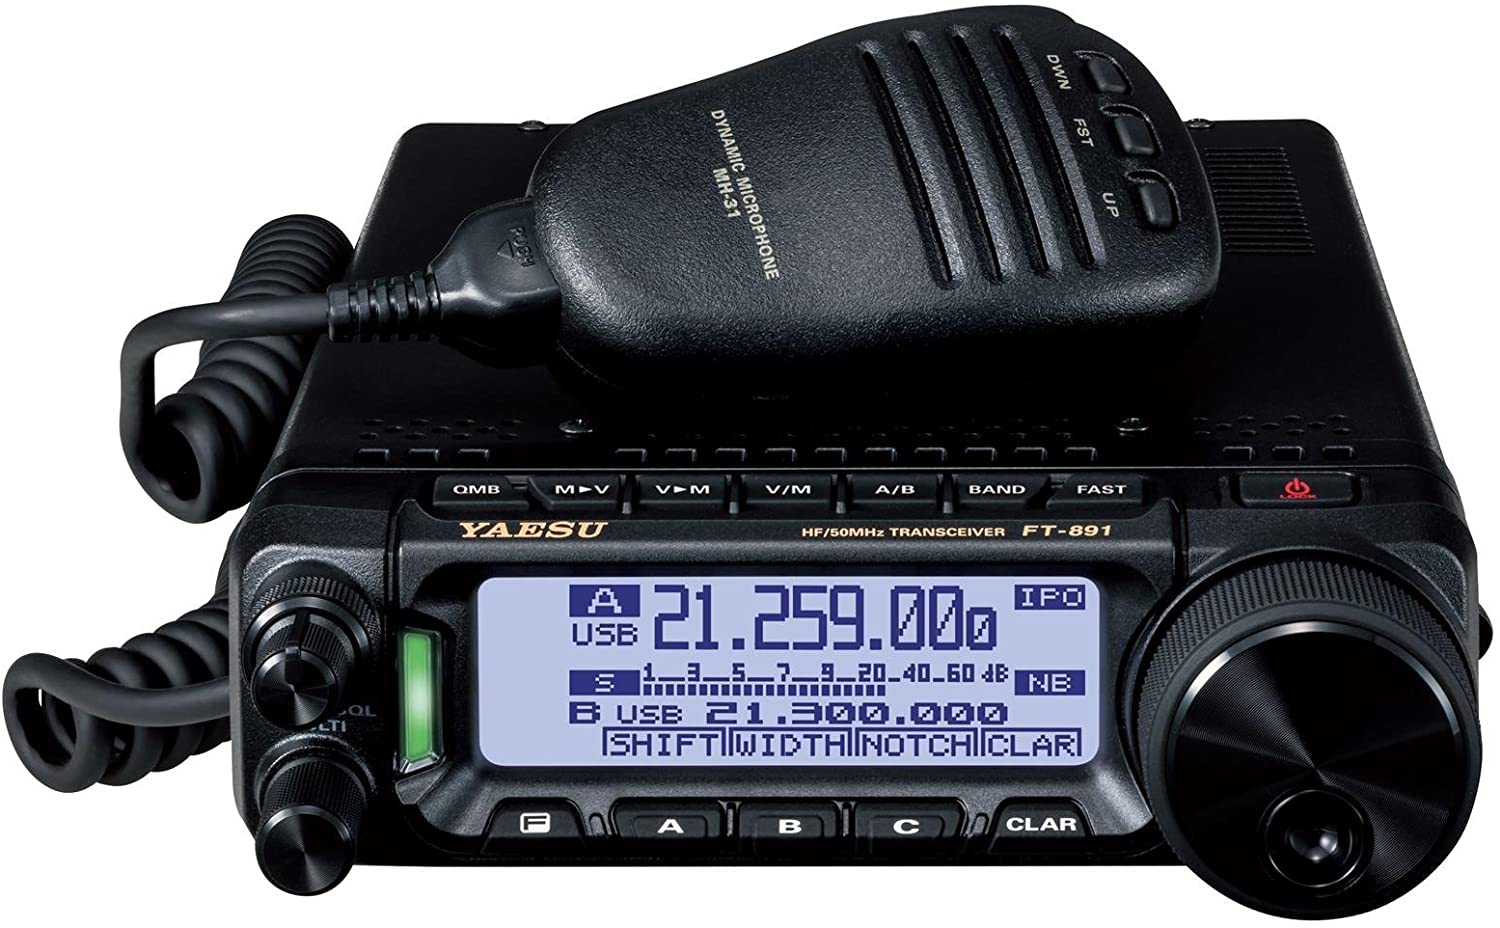 DWN
FST
UP
DYNAMIC MICROPHONE
MH-31
PUSH
QMB M►V V►M V/M A/B BAND FAST LOCK
YAESU HF/50MHz TRANSCEIVER FT-891
A 21.259.000 IPO
USB
S 1 3 5 7 9 20 40 60 dB NB
B USB 21.300.000
SHIFT WIDTH NOTCH CLAR
F A B C CLAR